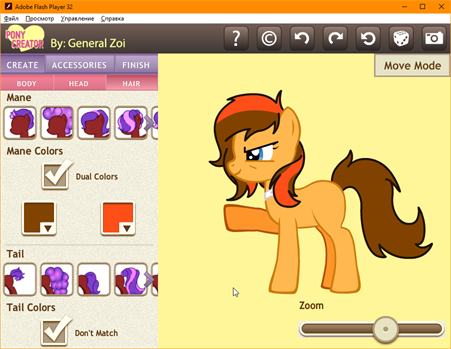 Adobe Flash Player 32
Файл Просмотр Управление Справка
PONY CREATOR
By: General Zoi
? ©
Move Mode
CREATE ACCESSORIES FINISH
BODY HEAD HAIR
Mane
Mane Colors
Dual Colors
Tail
Tail Colors
Don't Match
Zoom